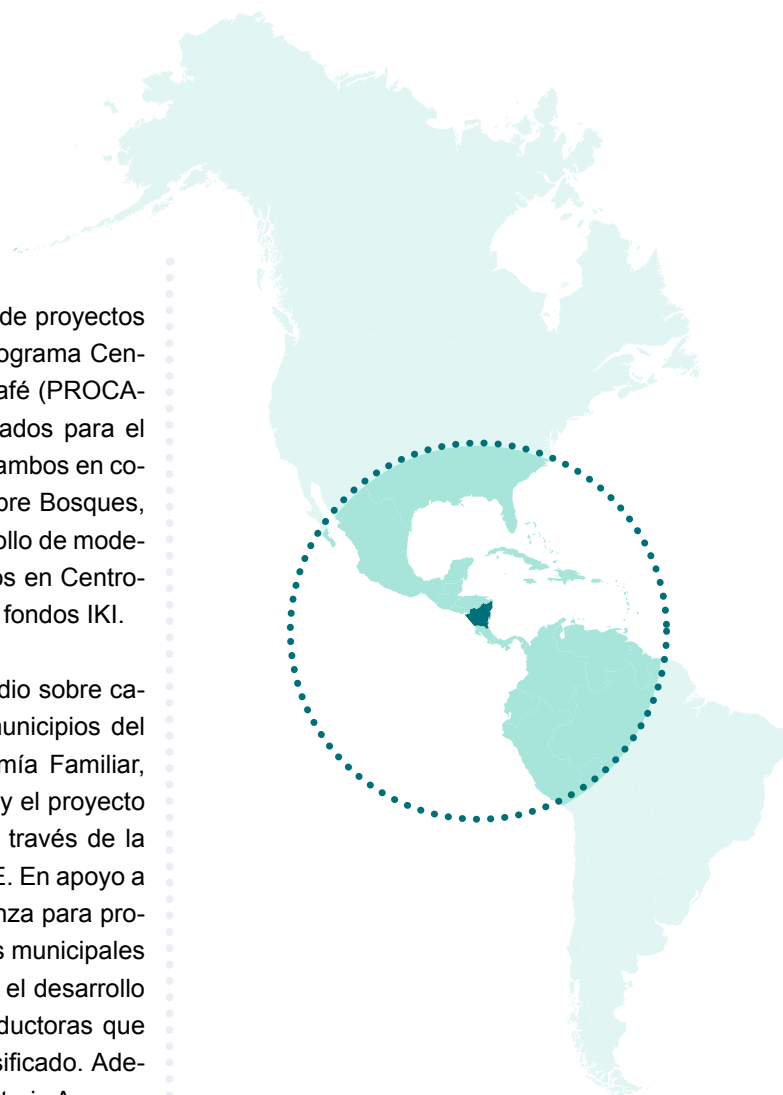 de proyectos
ograma Cen-
afé (PROCA-
ados para el
ambos en co-
bre Bosques,
ollo de mode-
os en Centro-
fondos IKI.
dio sobre ca-
unicipios del
mía Familiar,
y el proyecto
través de la
E. En apoyo a
nza para pro-
s municipales
el desarrollo
ductoras que
sificado. Ade-